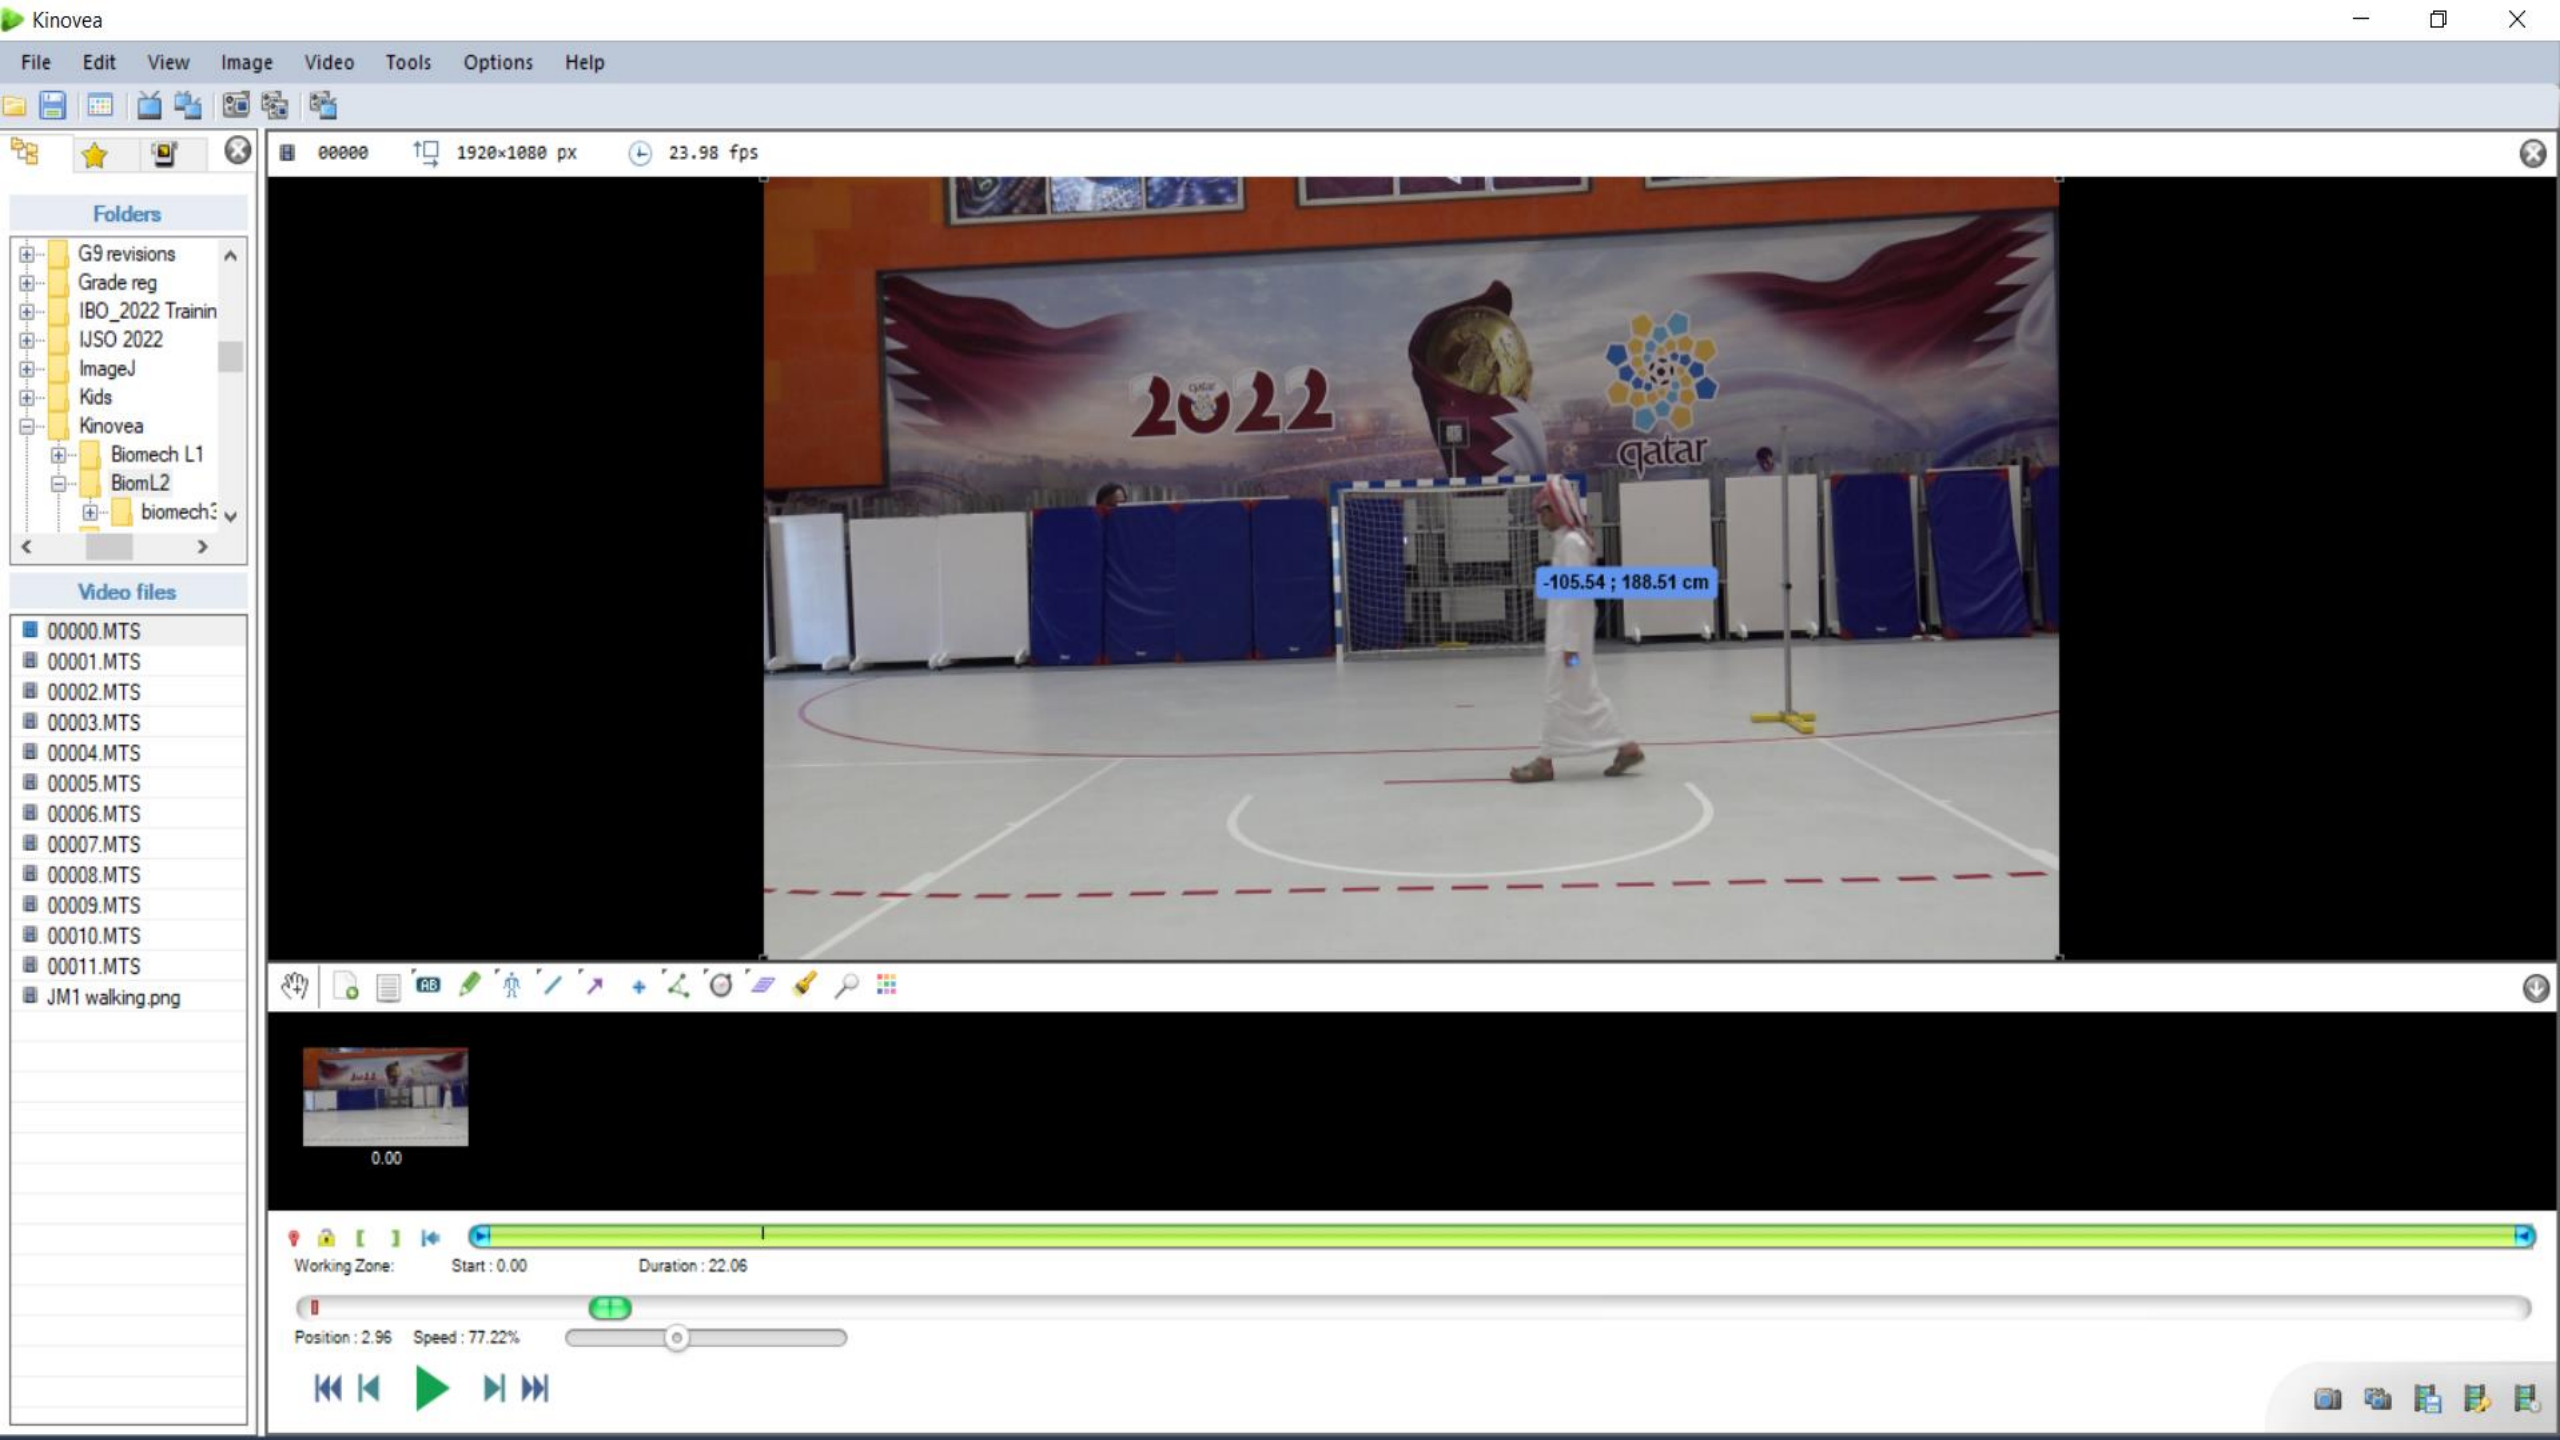 Kinovea
File Edit View Image Video Tools Options Help
00000 1920×1080 px 23.98 fps
Folders
G9 revisions
Grade reg
IBO_2022 Trainin
IJSO 2022
ImageJ
Kids
Kinovea
Biomech L1
BiomL2
biomech3
Video files
00000.MTS
00001.MTS
00002.MTS
00003.MTS
00004.MTS
00005.MTS
00006.MTS
00007.MTS
00008.MTS
00009.MTS
00010.MTS
00011.MTS
JM1 walking.png
qatar
2022
qatar
-105.54 ; 188.51 cm
AB
0.00
Working Zone: Start : 0.00 Duration : 22.06
Position : 2.96 Speed : 77.22%